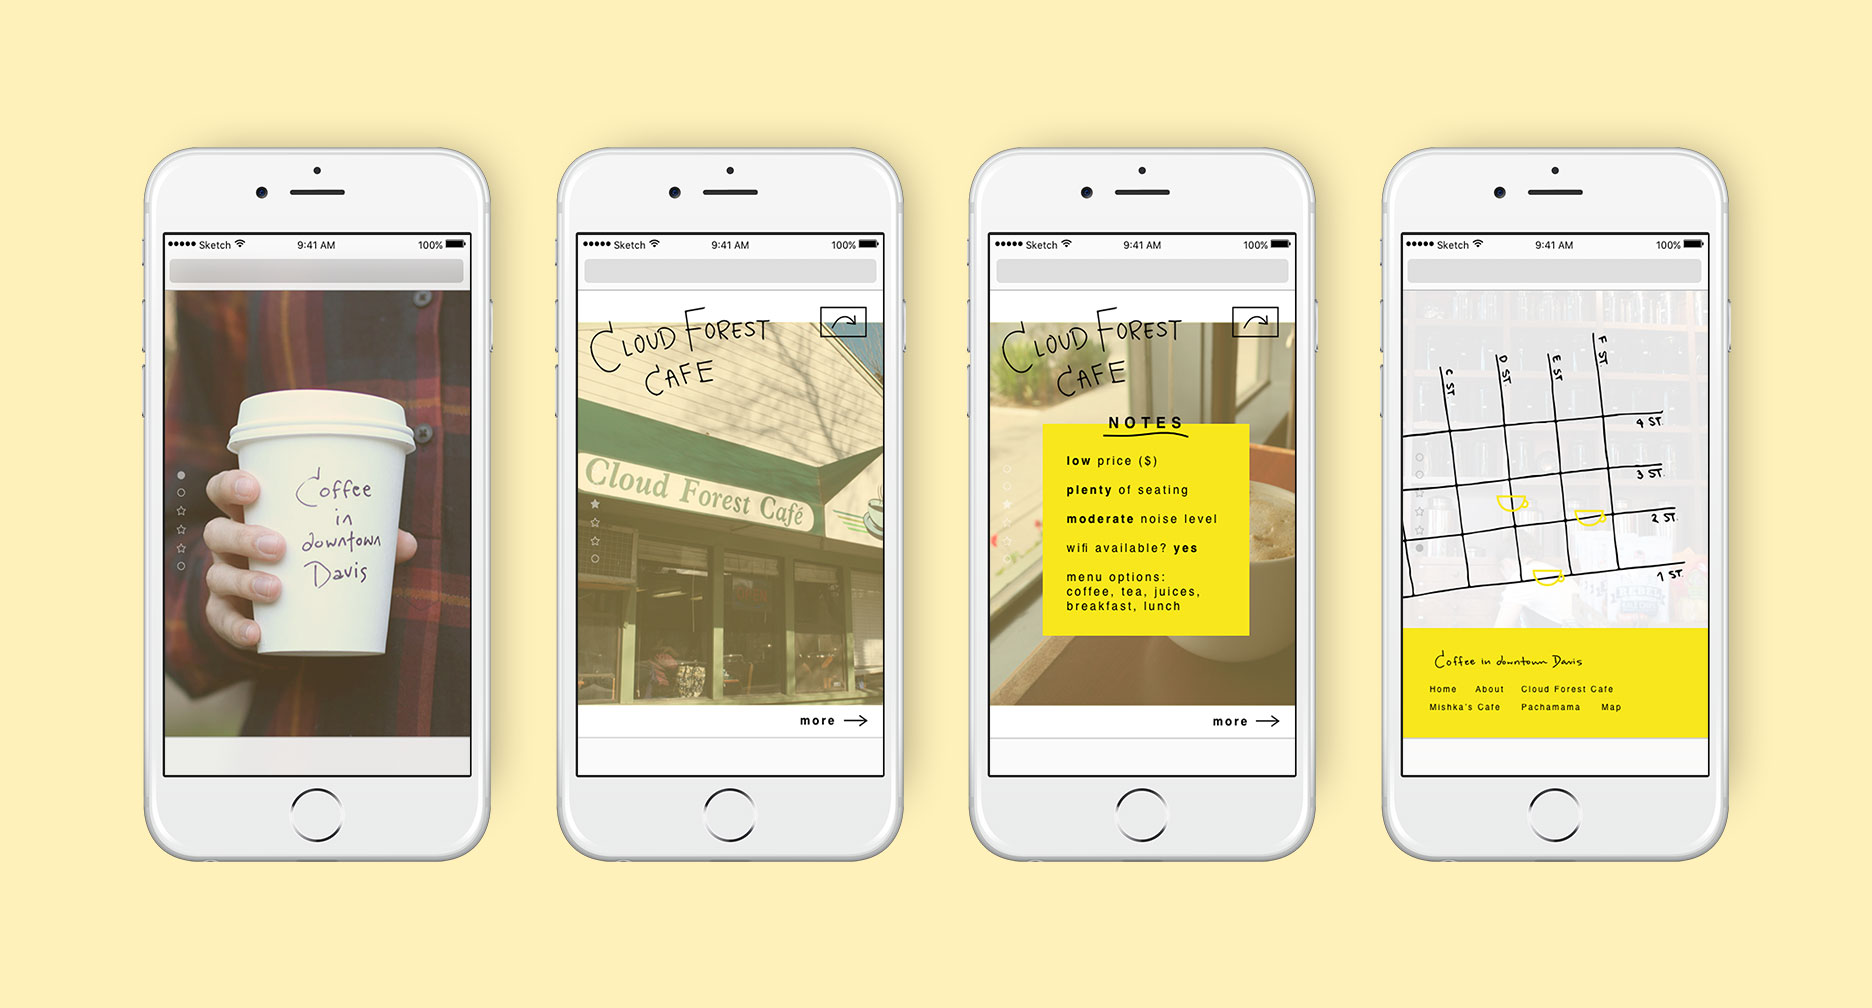 Sketch 9:41 AM 100%
Coffee
in
downtown
Davis
Sketch 9:41 AM 100%
CLOUD FOREST
CAFE
Cloud Forest Café
OPEN
more
Sketch 9:41 AM 100%
CLOUD FOREST
CAFE
NOTES
low price ($)
plenty of seating
moderate noise level
wifi available? yes
menu options:
coffee, tea, juices,
breakfast, lunch
more
Sketch 9:41 AM 100%
C ST
D ST.
E ST.
F ST.
4 ST.
3 ST.
2 ST.
1 ST.
REBEL
Coffee in downtown Davis
Home About Cloud Forest Cafe
Mishka's Cafe Pachamama Map